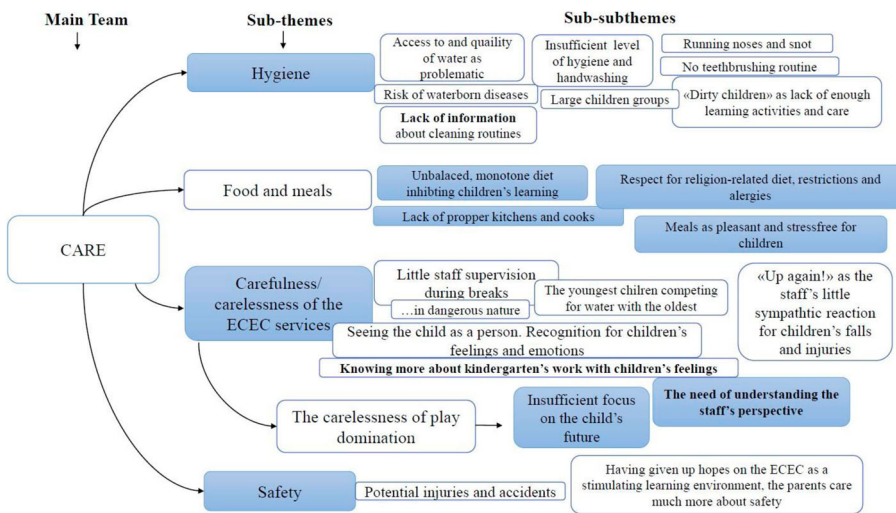 Main Team
Sub-themes
Sub-subthemes
Hygiene
Access to and quaility
of water as
problematic
Insufficient level
of hygiene and
handwashing
Running noses and snot
No teethbrushing routine
Risk of waterborn diseases
Large children groups
«Dirty children» as lack of enough
learning activities and care
Lack of information
about cleaning routines
Food and meals
Unbalaced, monotone diet
inhibting children's learning
Respect for religion-related diet, restrictions and
alergies
Lack of propper kitchens and cooks
Meals as pleasant and stressfree for
children
CARE
Carefulness/
carelessness of the
ECEC services
Little staff supervision
during breaks
…in dangerous nature
The youngest chilren competing
for water with the oldest
«Up again!» as the
staff's little
sympathtic reaction
for children's falls
and injuries
Seeing the child as a person. Recognition for children's
feelings and emotions
Knowing more about kindergarten's work with children's feelings
The carelessness of play
domination
Insufficient focus
on the child's
future
The need of understanding the
staff's perspective
Safety
Potential injuries and accidents
Having given up hopes on the ECEC as a
stimulating learning environment, the parents care
much more about safety